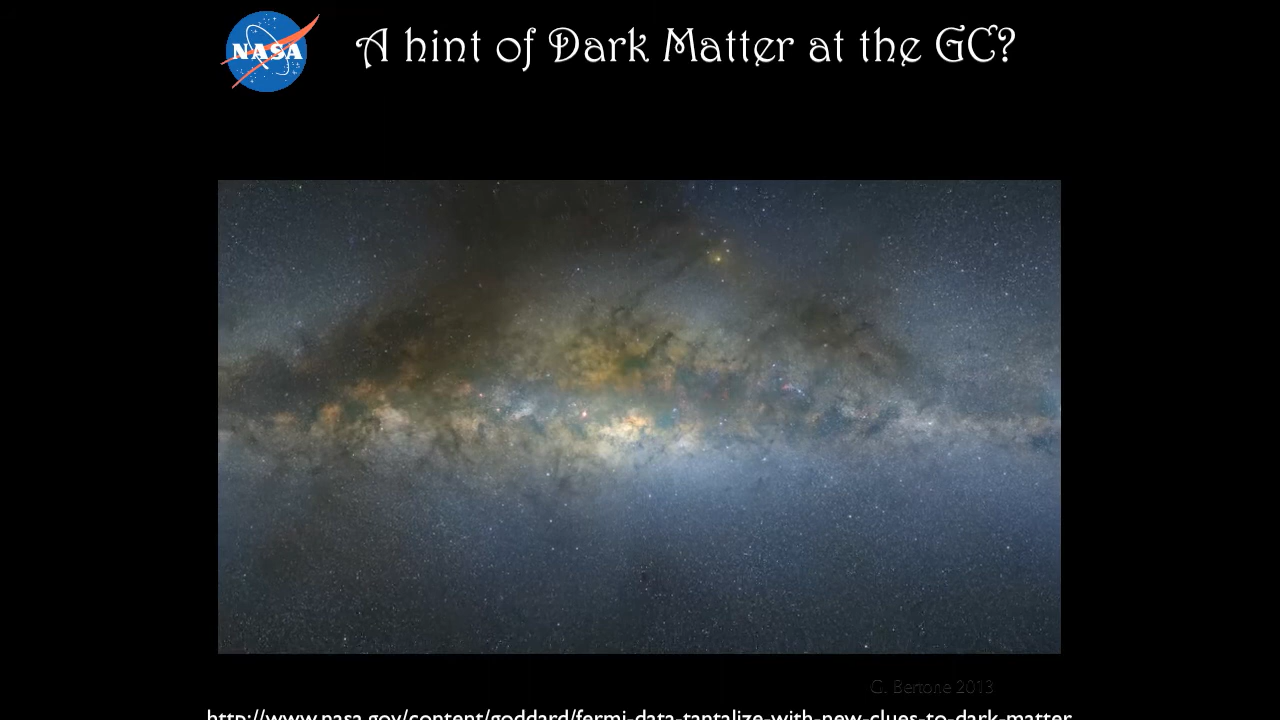 NASA
A hint of Dark Matter at the GC?
G. Bertone 2013
http://www.nasa.gov/content/goddard/fermi-data-tantalize-with-new-clues-to-dark-matter